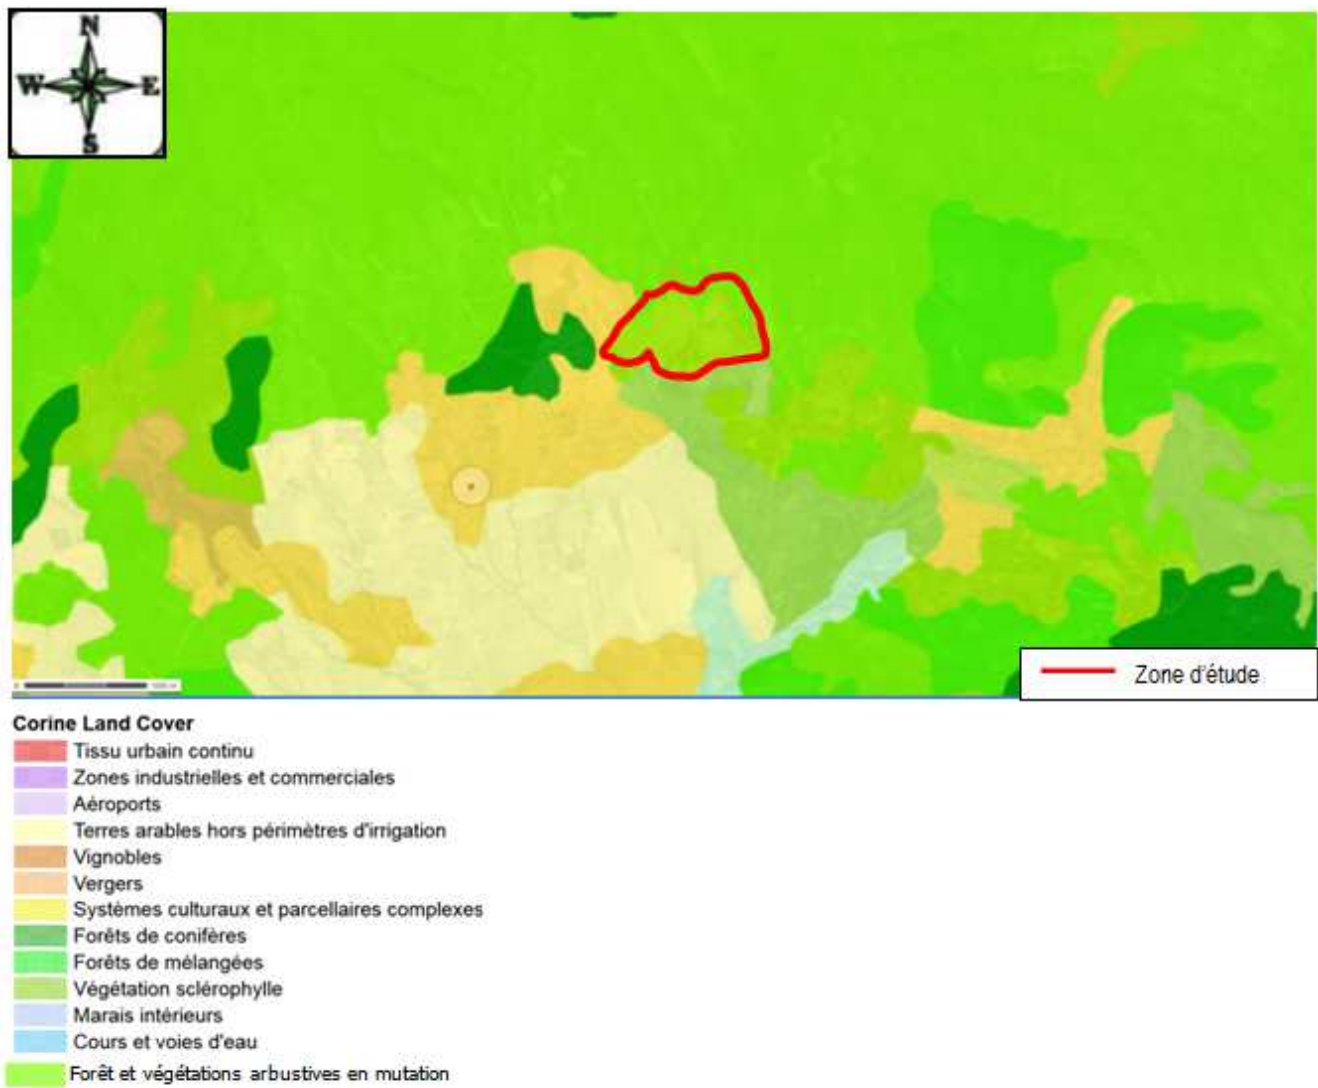 N
W E
S
Zone d'étude
Corine Land Cover
Tissu urbain continu
Zones industrielles et commerciales
Aéroports
Terres arables hors périmètres d'irrigation
Vignobles
Vergers
Systèmes culturaux et parcellaires complexes
Forêts de conifères
Forêts de mélangées
Végétation sclérophylle
Marais intérieurs
Cours et voies d'eau
Forêt et végétations arbustives en mutation